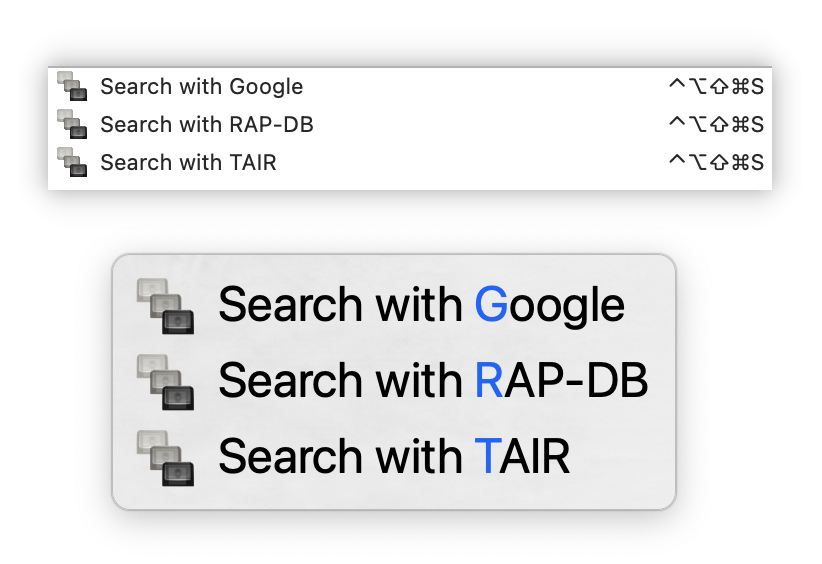 Search with Google ^⌥⇧⌘S
Search with RAP-DB ^⌥⇧⌘S
Search with TAIR ^⌥⇧⌘S
Search with Google
Search with RAP-DB
Search with TAIR